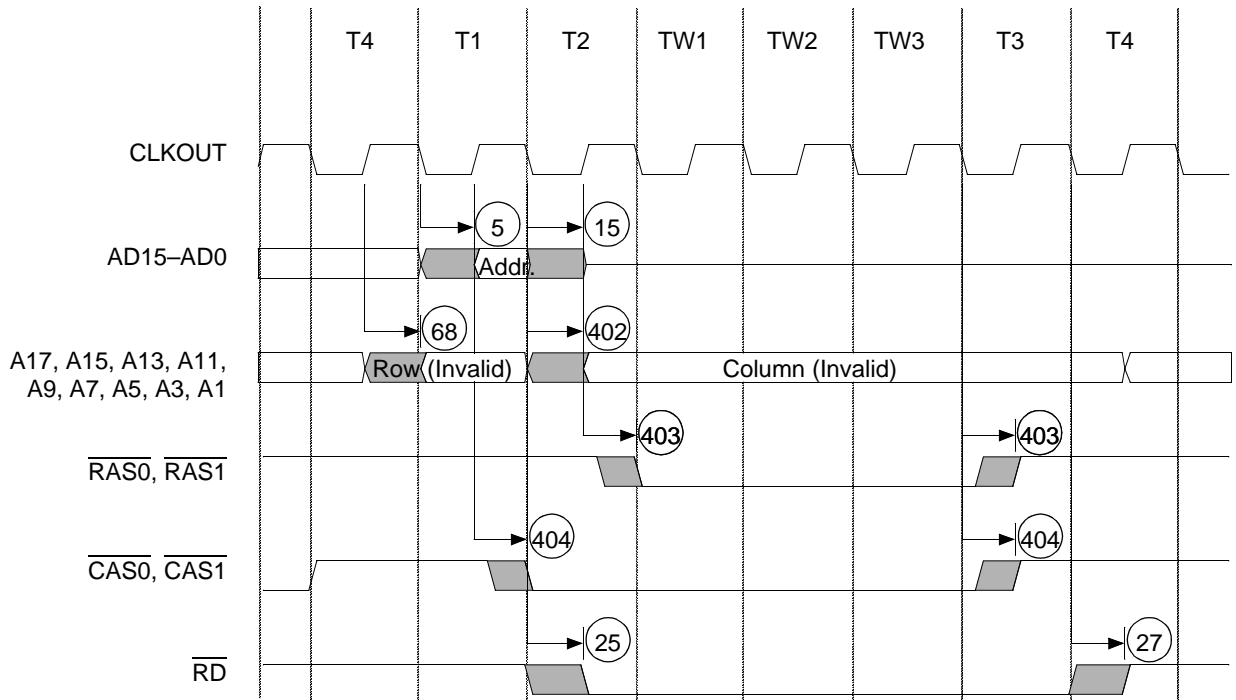 T4 T1 T2 TW1 TW2 TW3 T3 T4
CLKOUT
5 15
AD15–AD0
Addr.
68 402
A17, A15, A13, A11,
A9, A7, A5, A3, A1
Row (Invalid) Column (Invalid)
403 403
RAS0, RAS1
404 404
CAS0, CAS1
25 27
RD